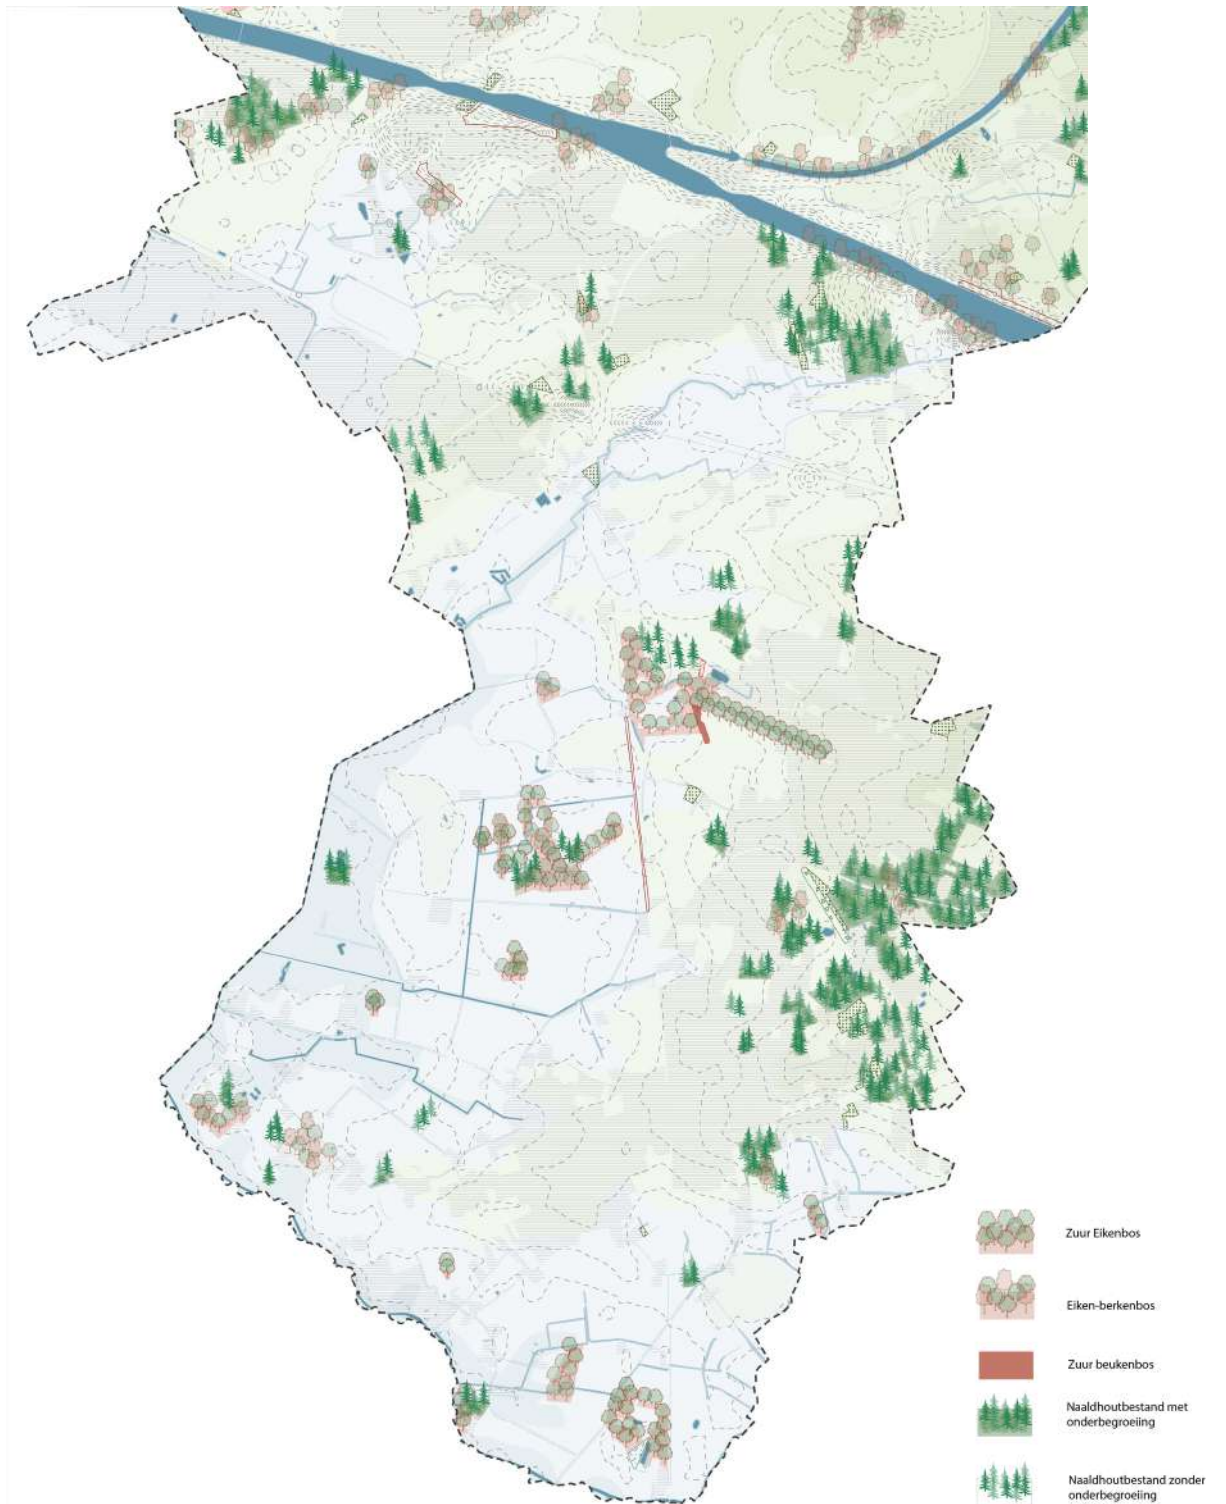 Zuur Eikenbos
Eiken-berkenbos
Zuur beukenbos
Naaldhoutbestand met
onderbegroeiing
Naaldhoutbestand zonder
onderbegroeiing